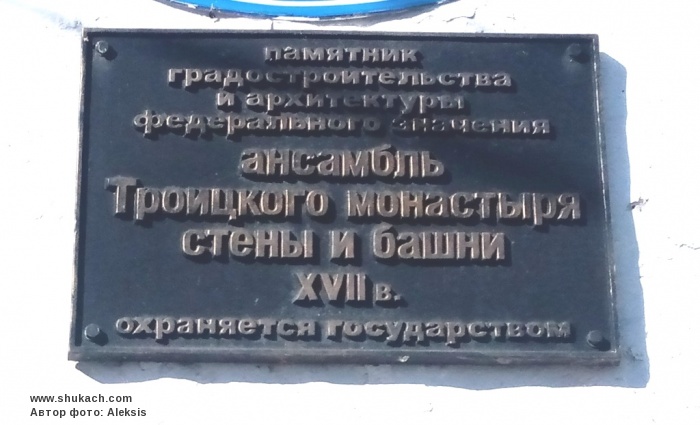 памятник
градостроительства
и архитектуры
федерального значения
ансамбль
Троицкого монастыря
стены и башни
XVII в.
охраняется государством
www.shukach.com
Автор фото: Aleksis